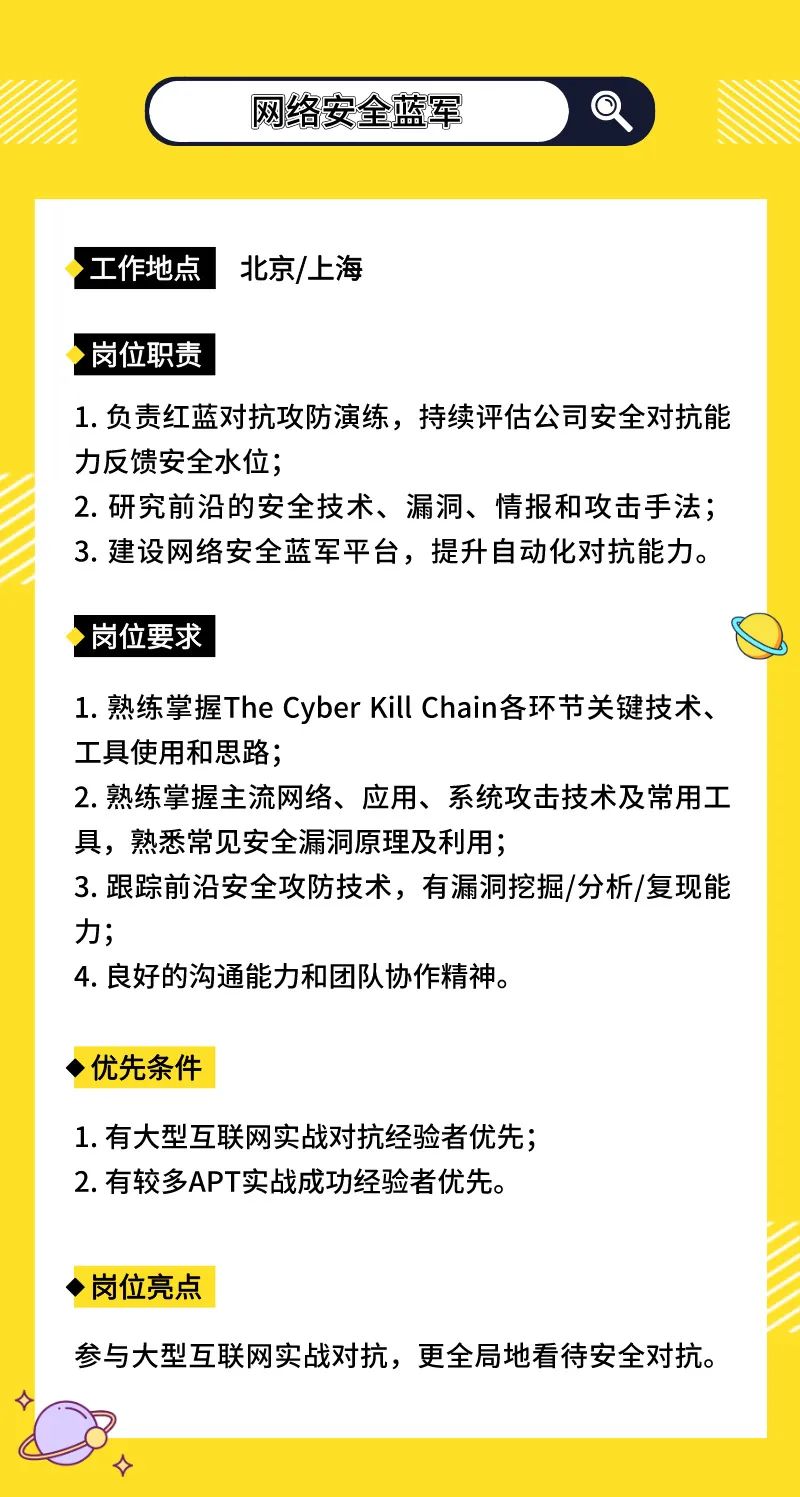 网络安全蓝军
工作地点 北京/上海
岗位职责
1. 负责红蓝对抗攻防演练，持续评估公司安全对抗能
力反馈安全水位；
2. 研究前沿的安全技术、漏洞、情报和攻击手法；
3. 建设网络安全蓝军平台，提升自动化对抗能力。
岗位要求
1. 熟练掌握The Cyber Kill Chain各环节关键技术、
工具使用和思路；
2. 熟练掌握主流网络、应用、系统攻击技术及常用工
具，熟悉常见安全漏洞原理及利用；
3. 跟踪前沿安全攻防技术，有漏洞挖掘/分析/复现能
力；
4. 良好的沟通能力和团队协作精神。
优先条件
1. 有大型互联网实战对抗经验者优先；
2. 有较多APT实战成功经验者优先。
岗位亮点
参与大型互联网实战对抗，更全局地看待安全对抗。